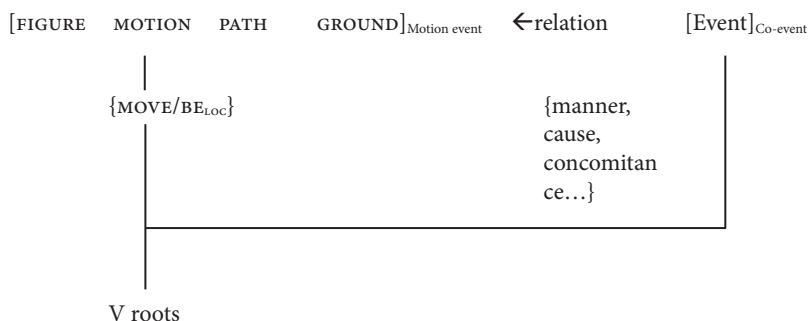 [FIGURE MOTION PATH GROUND]Motion event ←relation [Event]Co-event
{MOVE/BELOC}
{manner,
cause,
concomitan
ce…}
V roots